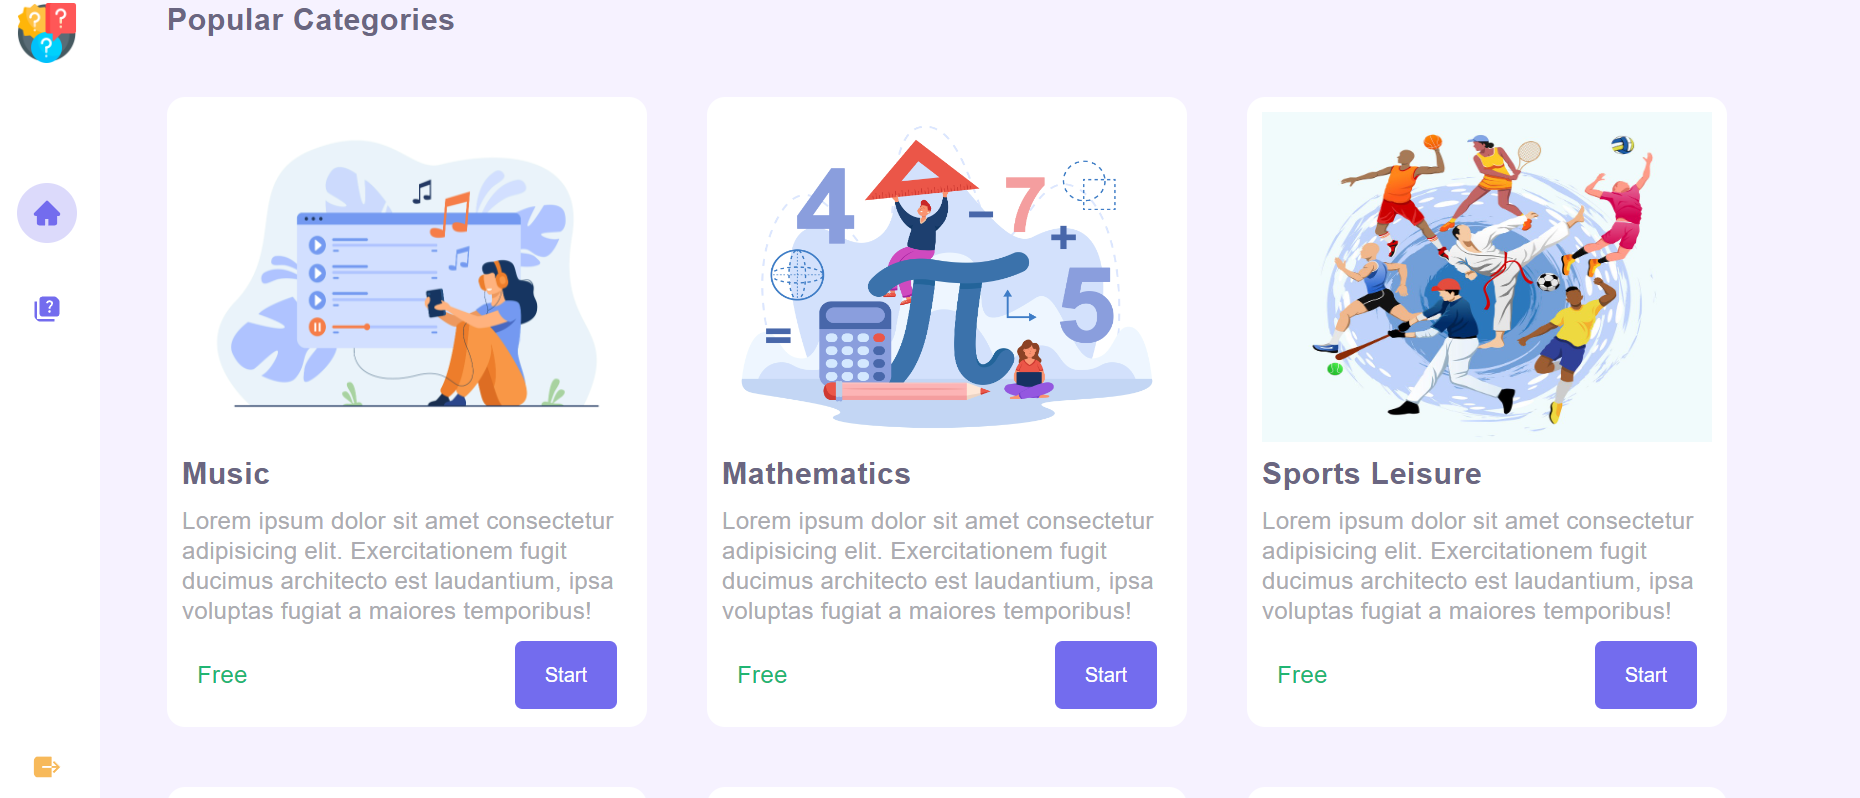 Popular Categories
4
7
5
Music
Lorem ipsum dolor sit amet consectetur
adipisicing elit. Exercitationem fugit
ducimus architecto est laudantium, ipsa
voluptas fugiat a maiores temporibus!
Free
Start
Mathematics
Lorem ipsum dolor sit amet consectetur
adipisicing elit. Exercitationem fugit
ducimus architecto est laudantium, ipsa
voluptas fugiat a maiores temporibus!
Free
Start
Sports Leisure
Lorem ipsum dolor sit amet consectetur
adipisicing elit. Exercitationem fugit
ducimus architecto est laudantium, ipsa
voluptas fugiat a maiores temporibus!
Free
Start